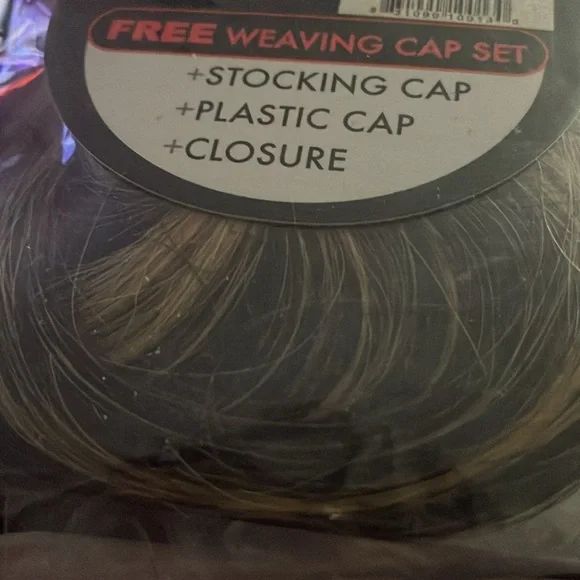 FREE WEAVING CAP SET
+STOCKING CAP
+PLASTIC CAP
+CLOSURE